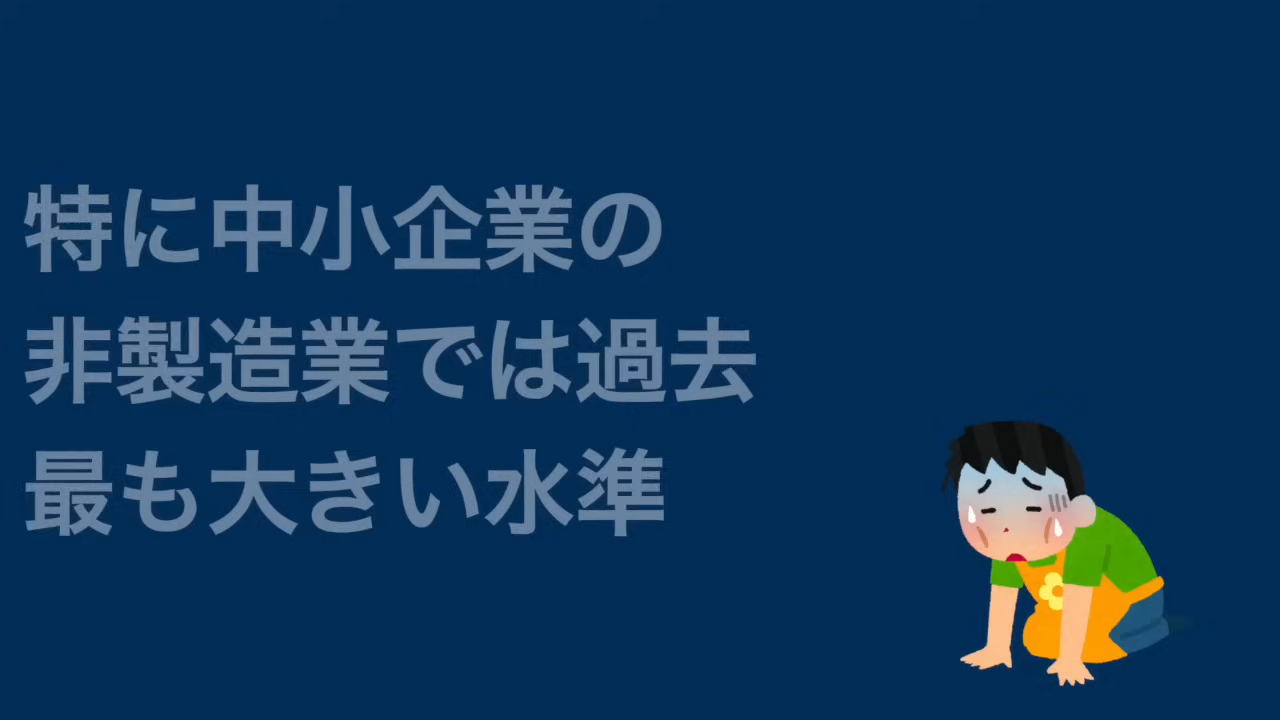 特に中小企業の
非製造業では過去
最も大きい水準